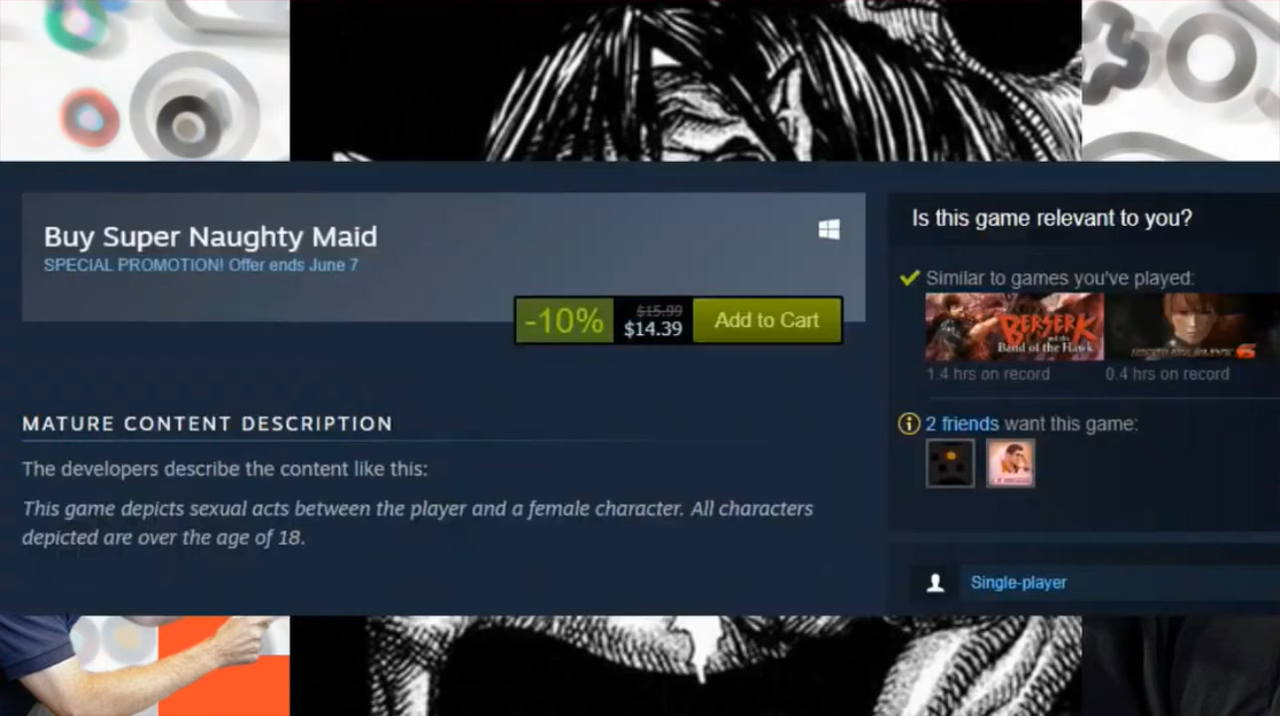 Buy Super Naughty Maid
SPECIAL PROMOTION! Offer ends June 7
-10%
$15.99
$14.39
Add to Cart
MATURE CONTENT DESCRIPTION
The developers describe the content like this:
This game depicts sexual acts between the player and a female character. All characters
depicted are over the age of 18.
Is this game relevant to you?
Similar to games you've played:
BERSERK
and the
Band of the Hawk
6
1.4 hrs on record
0.4 hrs on record
2 friends want this game:
Single-player